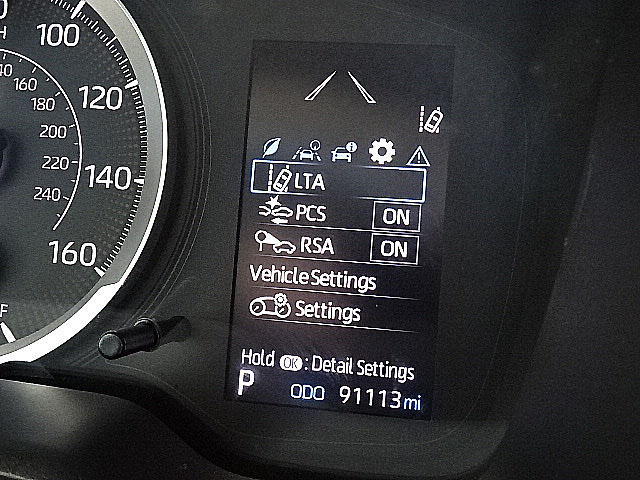 H
100
120
140
160
140
160
180
200
220
240
F
LTA
PCS ON
RSA ON
Vehicle Settings
Settings
Hold OK : Detail Settings
P ODO 91113 mi